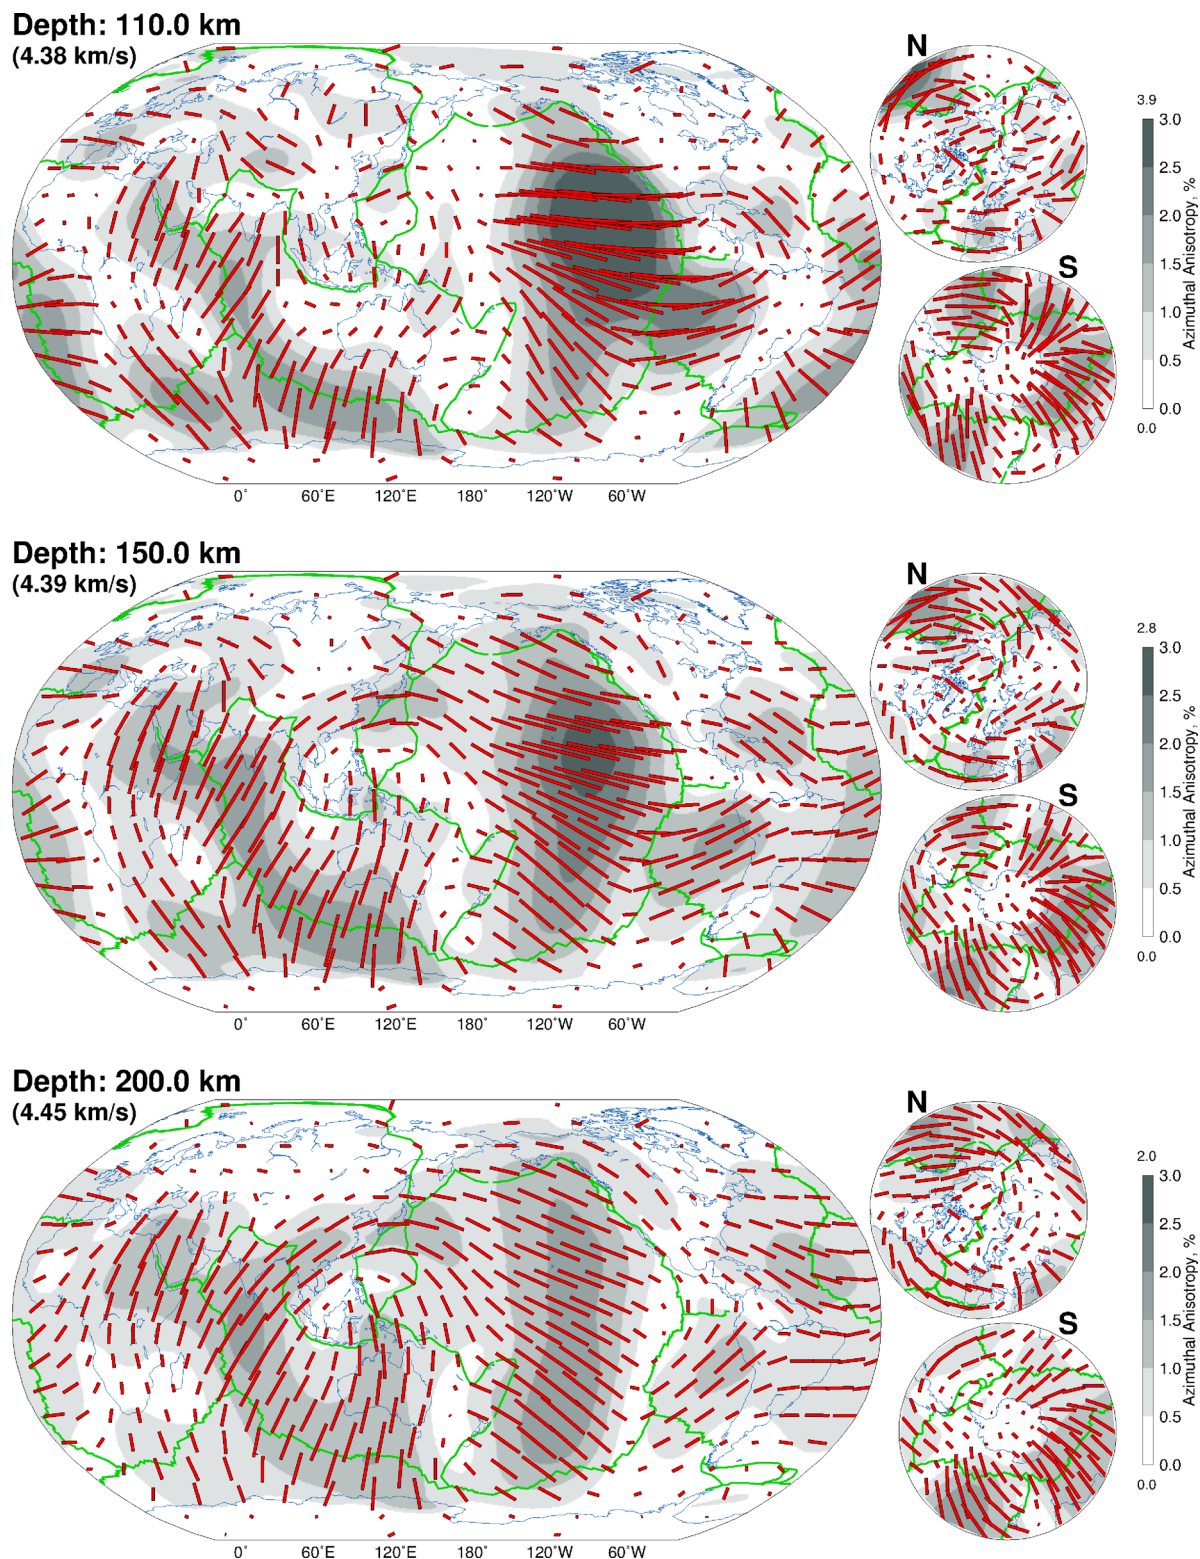 Depth: 110.0 km
(4.38 km/s)
N
S
3.9
3.0
2.5
2.0
1.5
1.0
0.5
0.0
0.0
Azimuthal Anisotropy, %
0˚ 60˚E 120˚E 180˚ 120˚W 60˚W
Depth: 150.0 km
(4.39 km/s)
N
S
2.8
3.0
2.5
2.0
1.5
1.0
0.5
0.0
0.0
Azimuthal Anisotropy, %
0˚ 60˚E 120˚E 180˚ 120˚W 60˚W
Depth: 200.0 km
(4.45 km/s)
N
S
2.0
3.0
2.5
2.0
1.5
1.0
0.5
0.0
0.0
Azimuthal Anisotropy, %
0˚ 60˚E 120˚E 180˚ 120˚W 60˚W